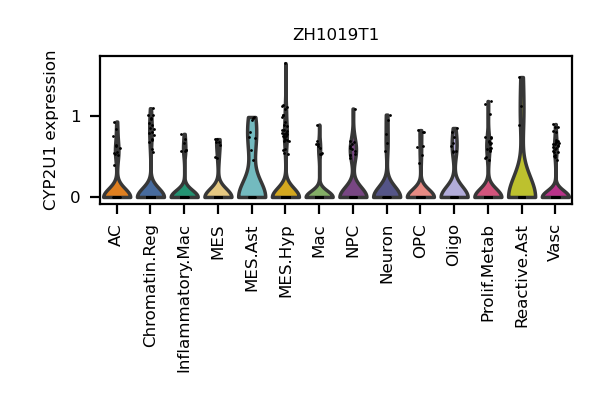 ZH1019T1
CYP2U1 expression
1
0
AC
Chromatin.Reg
Inflammatory.Mac
MES
MES.Ast
MES.Hyp
Mac
NPC
Neuron
OPC
Oligo
Prolif.Metab
Reactive.Ast
Vasc